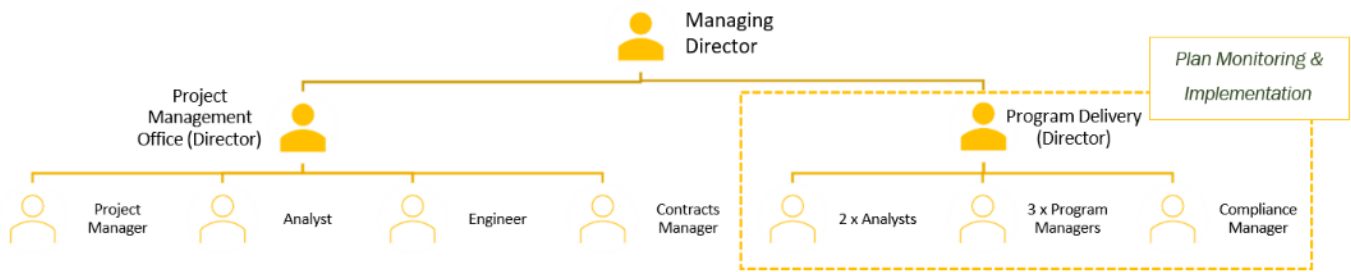 Managing
Director
Plan Monitoring &
Implementation
Project
Management
Office (Director)
Program Delivery
(Director)
Project
Manager
Analyst
Engineer
Contracts
Manager
2 x Analysts
3 x Program
Managers
Compliance
Manager